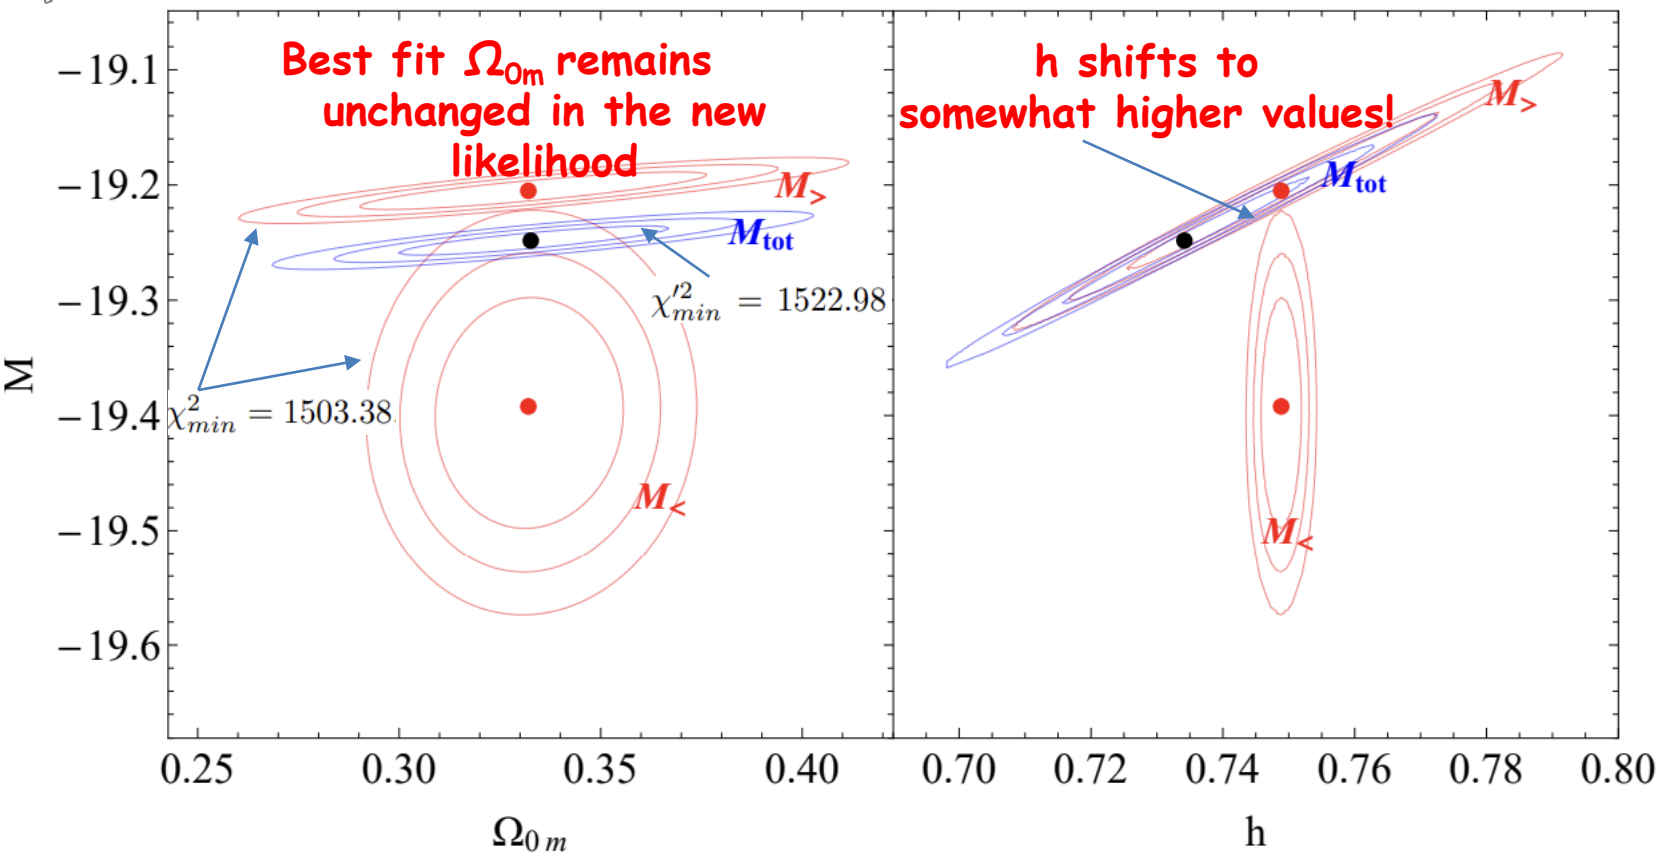 Best fit Ω0m remains
unchanged in the new
likelihood
h shifts to
somewhat higher values!
M>
Mtot
χ′²min = 1522.98
χ²min = 1503.38
M<
M>
Mtot
M<
M
−19.1
−19.2
−19.3
−19.4
−19.5
−19.6
0.25 0.30 0.35 0.40
0.70 0.72 0.74 0.76 0.78 0.80
Ω0 m
h